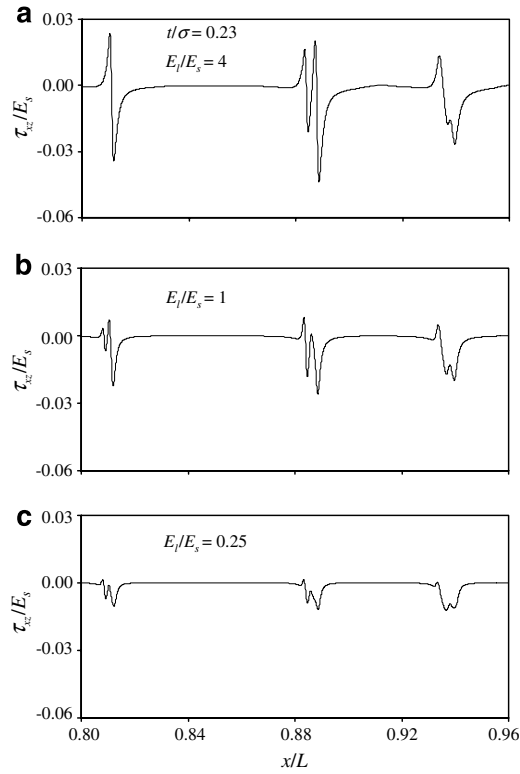 a
0.03
t/σ = 0.23
E_l/E_s = 4
0.00
τ_xz/E_s
-0.03
-0.06
b
0.03
E_l/E_s = 1
0.00
τ_xz/E_s
-0.03
-0.06
c
0.03
E_l/E_s = 0.25
0.00
τ_xz/E_s
-0.03
-0.06
0.80 0.84 0.88 0.92 0.96
x/L